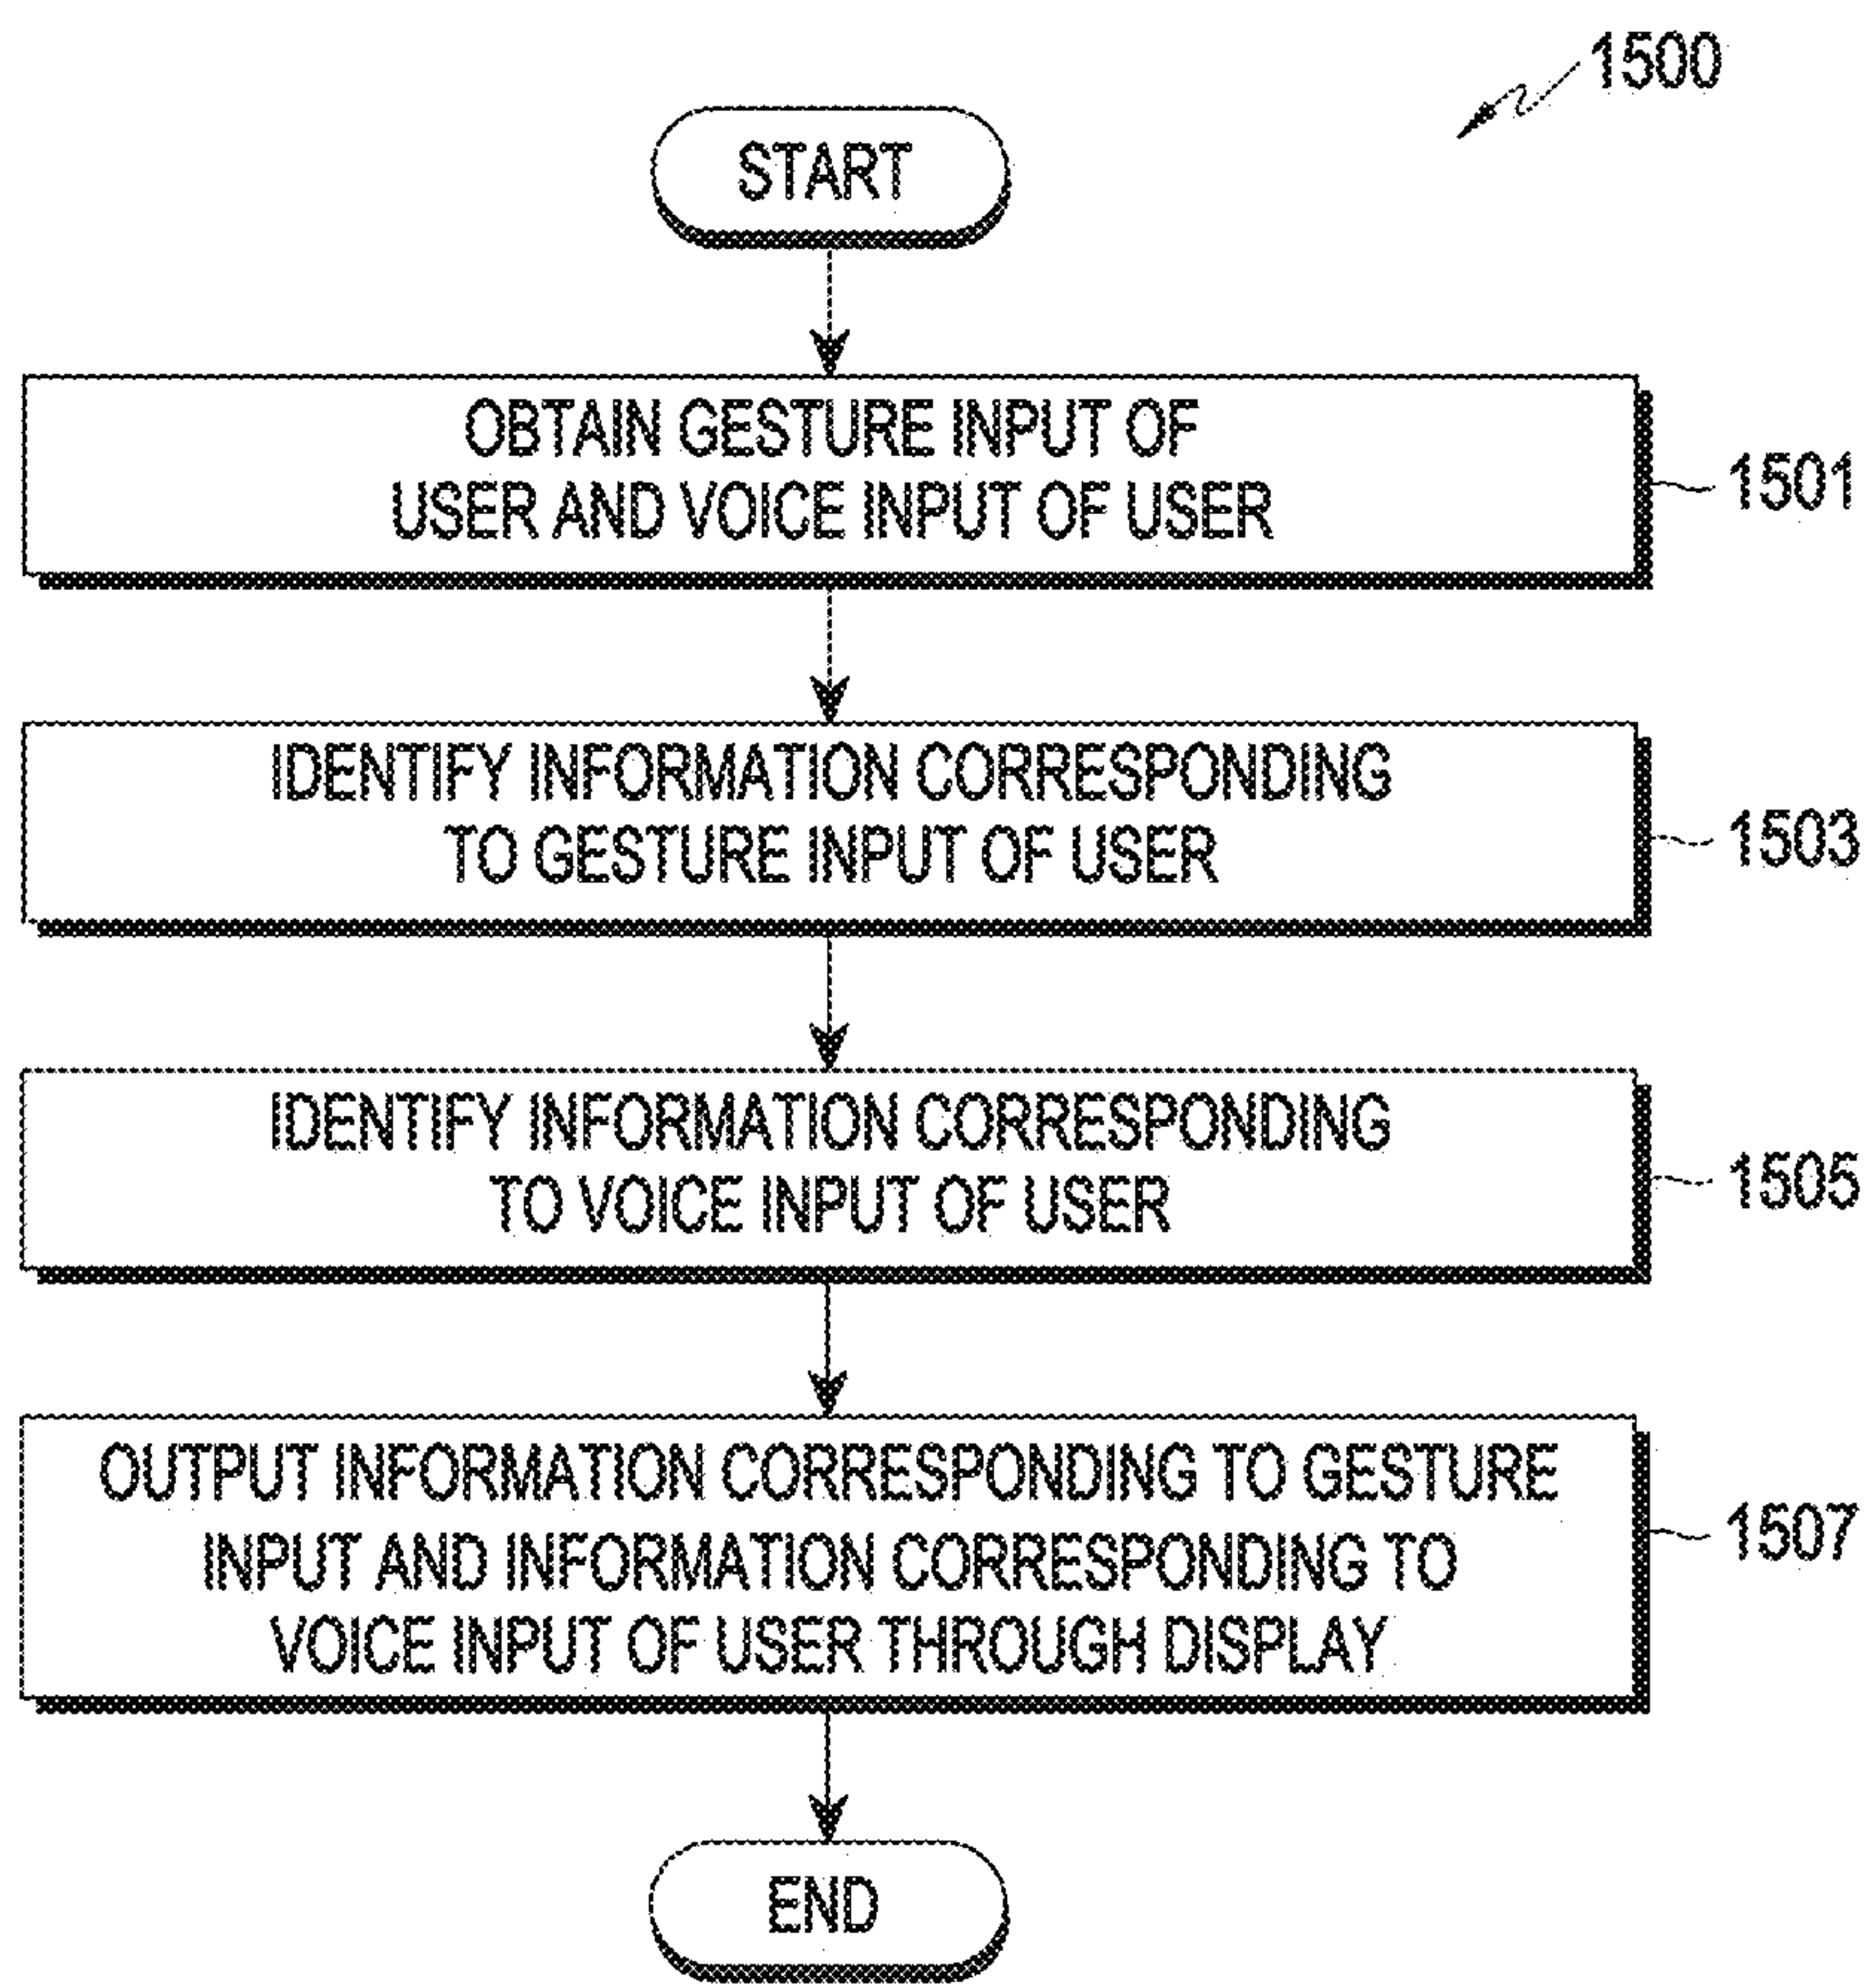 1500
START
OBTAIN GESTURE INPUT OF
USER AND VOICE INPUT OF USER
1501
IDENTIFY INFORMATION CORRESPONDING
TO GESTURE INPUT OF USER
1503
IDENTIFY INFORMATION CORRESPONDING
TO VOICE INPUT OF USER
1505
OUTPUT INFORMATION CORRESPONDING TO GESTURE
INPUT AND INFORMATION CORRESPONDING TO
VOICE INPUT OF USER THROUGH DISPLAY
1507
END